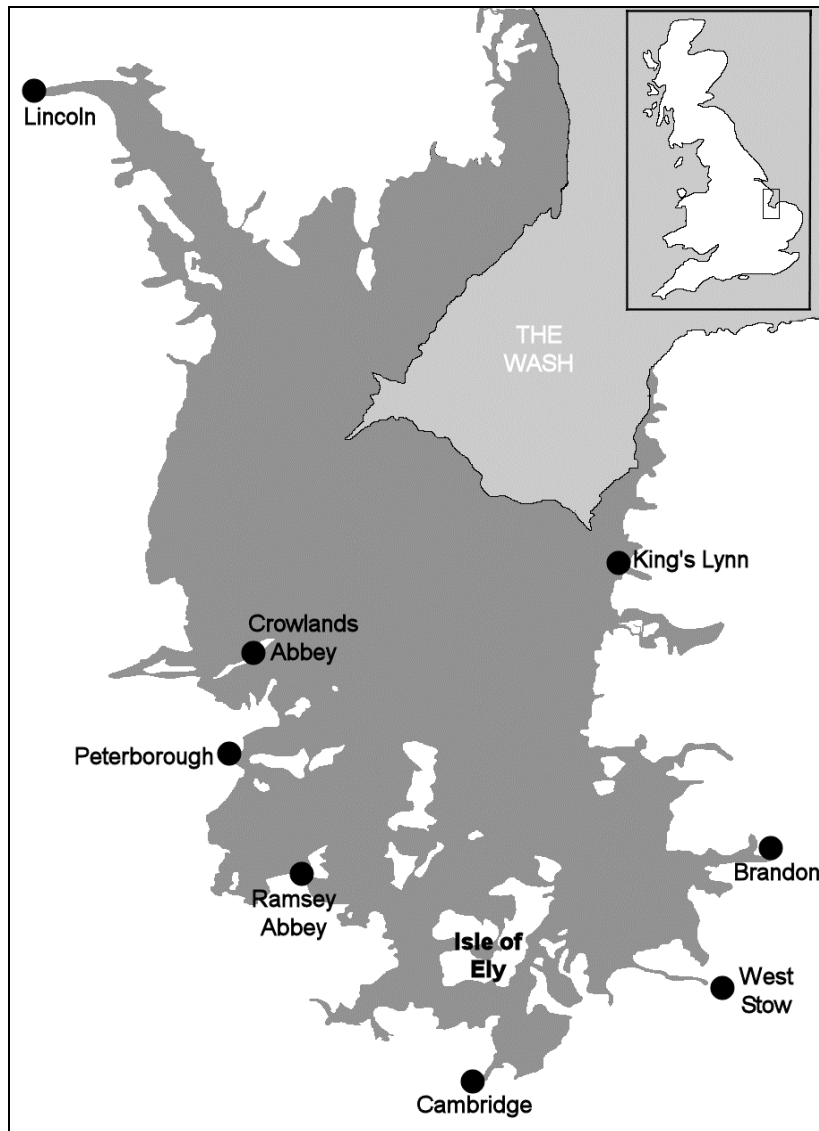 Lincoln
THE
WASH
King's Lynn
Crowlands
Abbey
Peterborough
Brandon
Ramsey
Abbey
Isle of
Ely
West
Stow
Cambridge